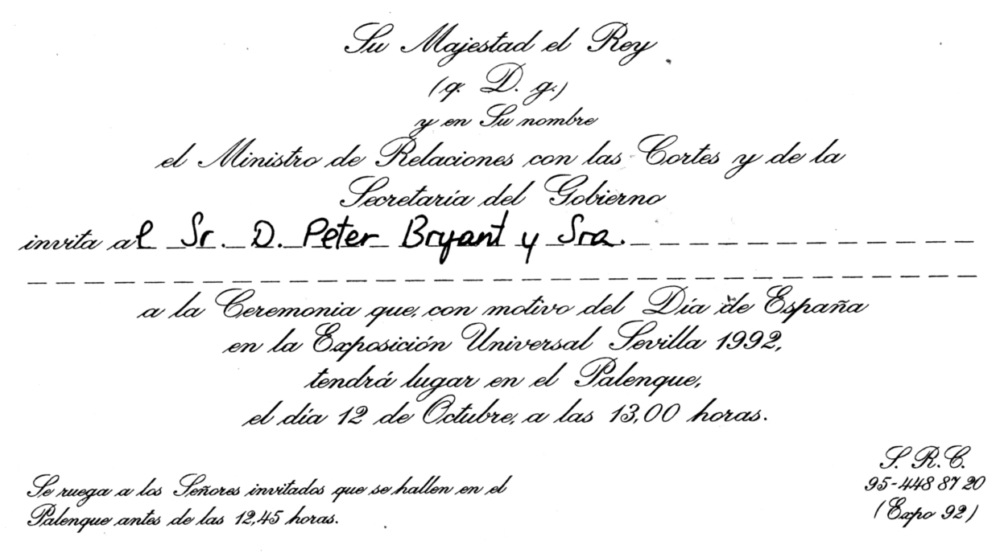 Su Majestad el Rey
(q. D. g.)
y en Su nombre
el Ministro de Relaciones con las Cortes y de la
Secretaría del Gobierno
invita al Sr. D. Peter Bryant y Sra.
a la Ceremonia que, con motivo del Día de España
en la Exposición Universal Sevilla 1992,
tendrá lugar en el Palenque,
el día 12 de Octubre, a las 13,00 horas.
Se ruega a los Señores invitados que se hallen en el
Palenque antes de las 12,45 horas.
S. R. C.
95-448 87 20
(Expo 92)